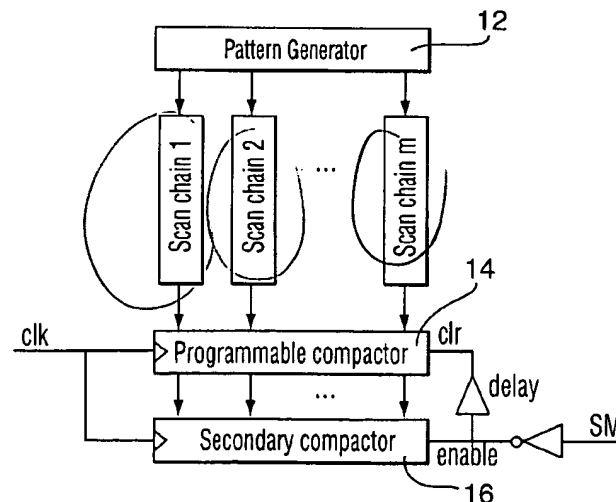 12
Pattern Generator
Scan chain 1
Scan chain 2
...
Scan chain m
14
clk
Programmable compactor
clr
...
delay
Secondary compactor
enable
SM
16